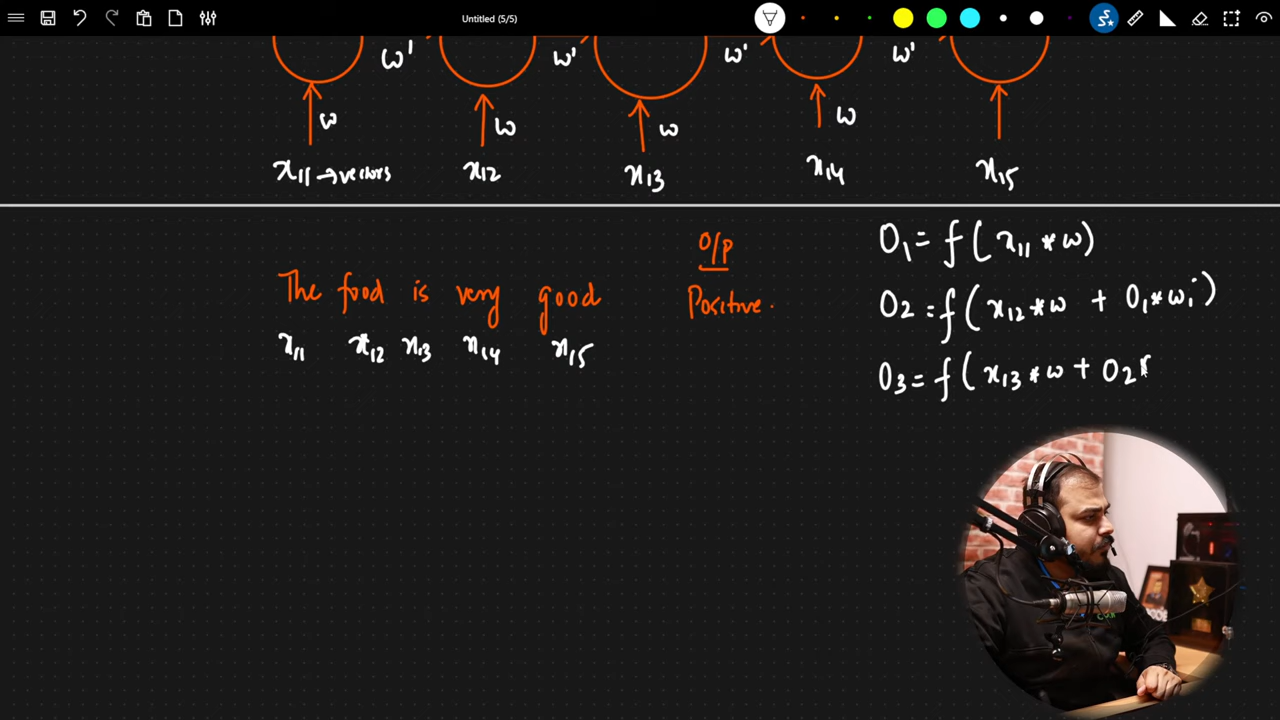 Untitled (5/5)
w' w' w' w'
w w w w
x11 → vectors x12 x13 x14 x15
O/P
The food is very good
Positive.
x11 x12 x13 x14 x15
O1 = f(x11 * w)
O2 = f(x12 * w + O1 * w')
O3 = f(x13 * w + O2 *